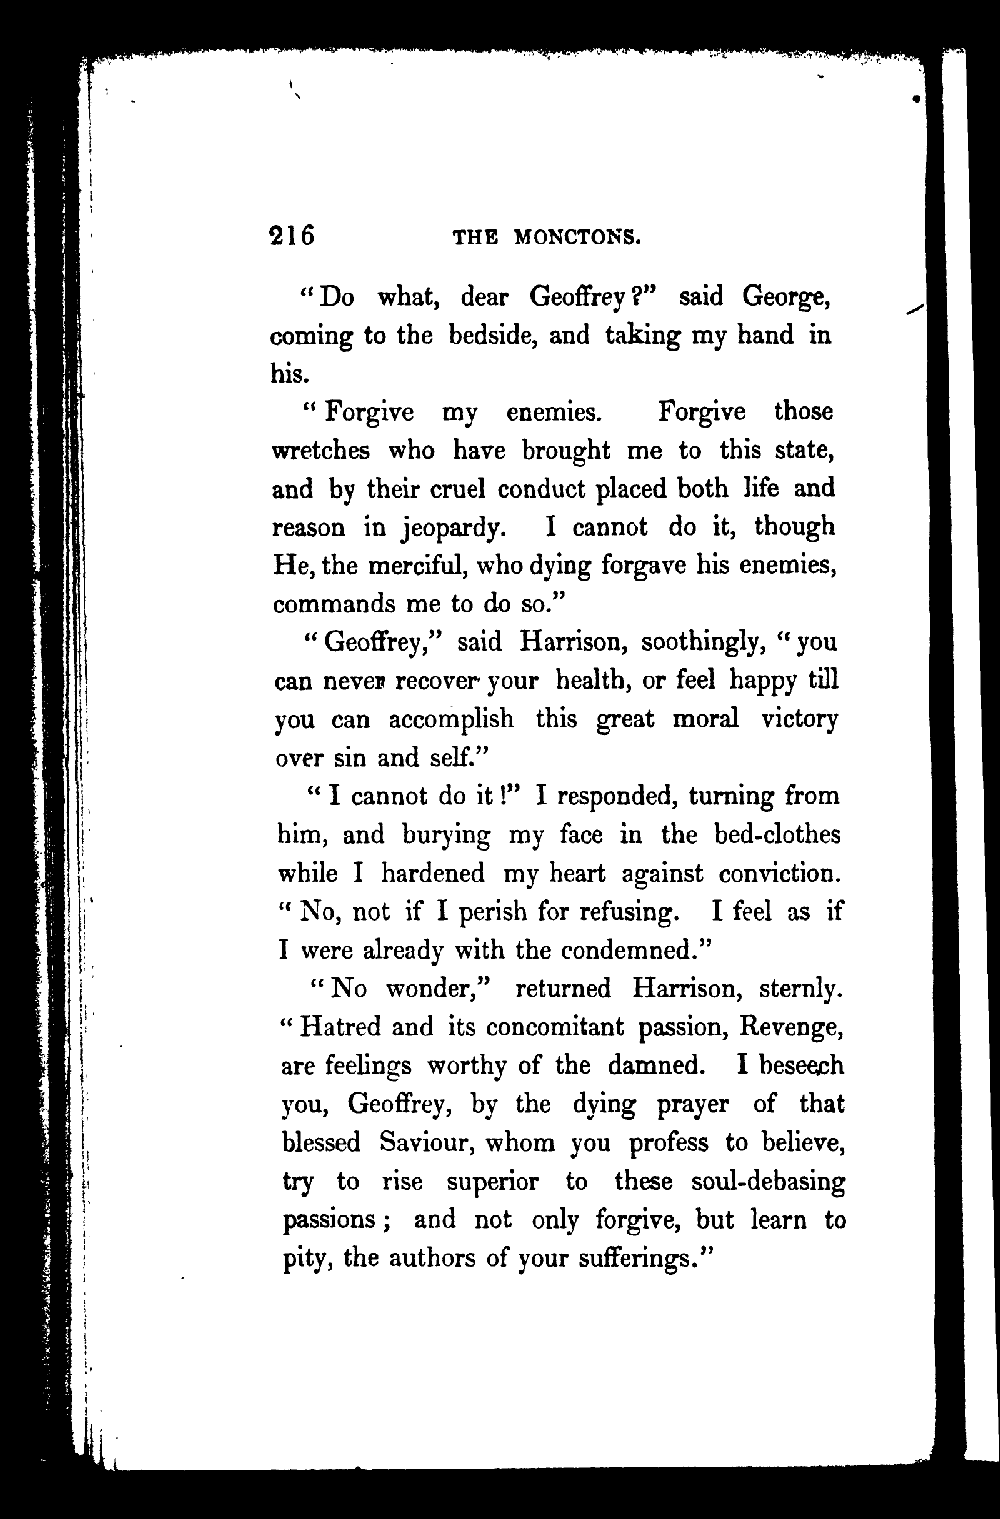 216 THE MONCTONS.
“Do what, dear Geoffrey?” said George,
coming to the bedside, and taking my hand in
his.
“Forgive my enemies. Forgive those
wretches who have brought me to this state,
and by their cruel conduct placed both life and
reason in jeopardy. I cannot do it, though
He, the merciful, who dying forgave his enemies,
commands me to do so.”
“Geoffrey,” said Harrison, soothingly, “you
can never recover your health, or feel happy till
you can accomplish this great moral victory
over sin and self.”
“I cannot do it!” I responded, turning from
him, and burying my face in the bed-clothes
while I hardened my heart against conviction.
“No, not if I perish for refusing. I feel as if
I were already with the condemned.”
“No wonder,” returned Harrison, sternly.
“Hatred and its concomitant passion, Revenge,
are feelings worthy of the damned. I beseech
you, Geoffrey, by the dying prayer of that
blessed Saviour, whom you profess to believe,
try to rise superior to these soul-debasing
passions; and not only forgive, but learn to
pity, the authors of your sufferings.”